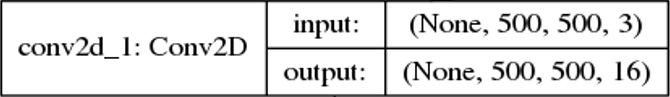 conv2d_1: Conv2D
input: (None, 500, 500, 3)
output: (None, 500, 500, 16)